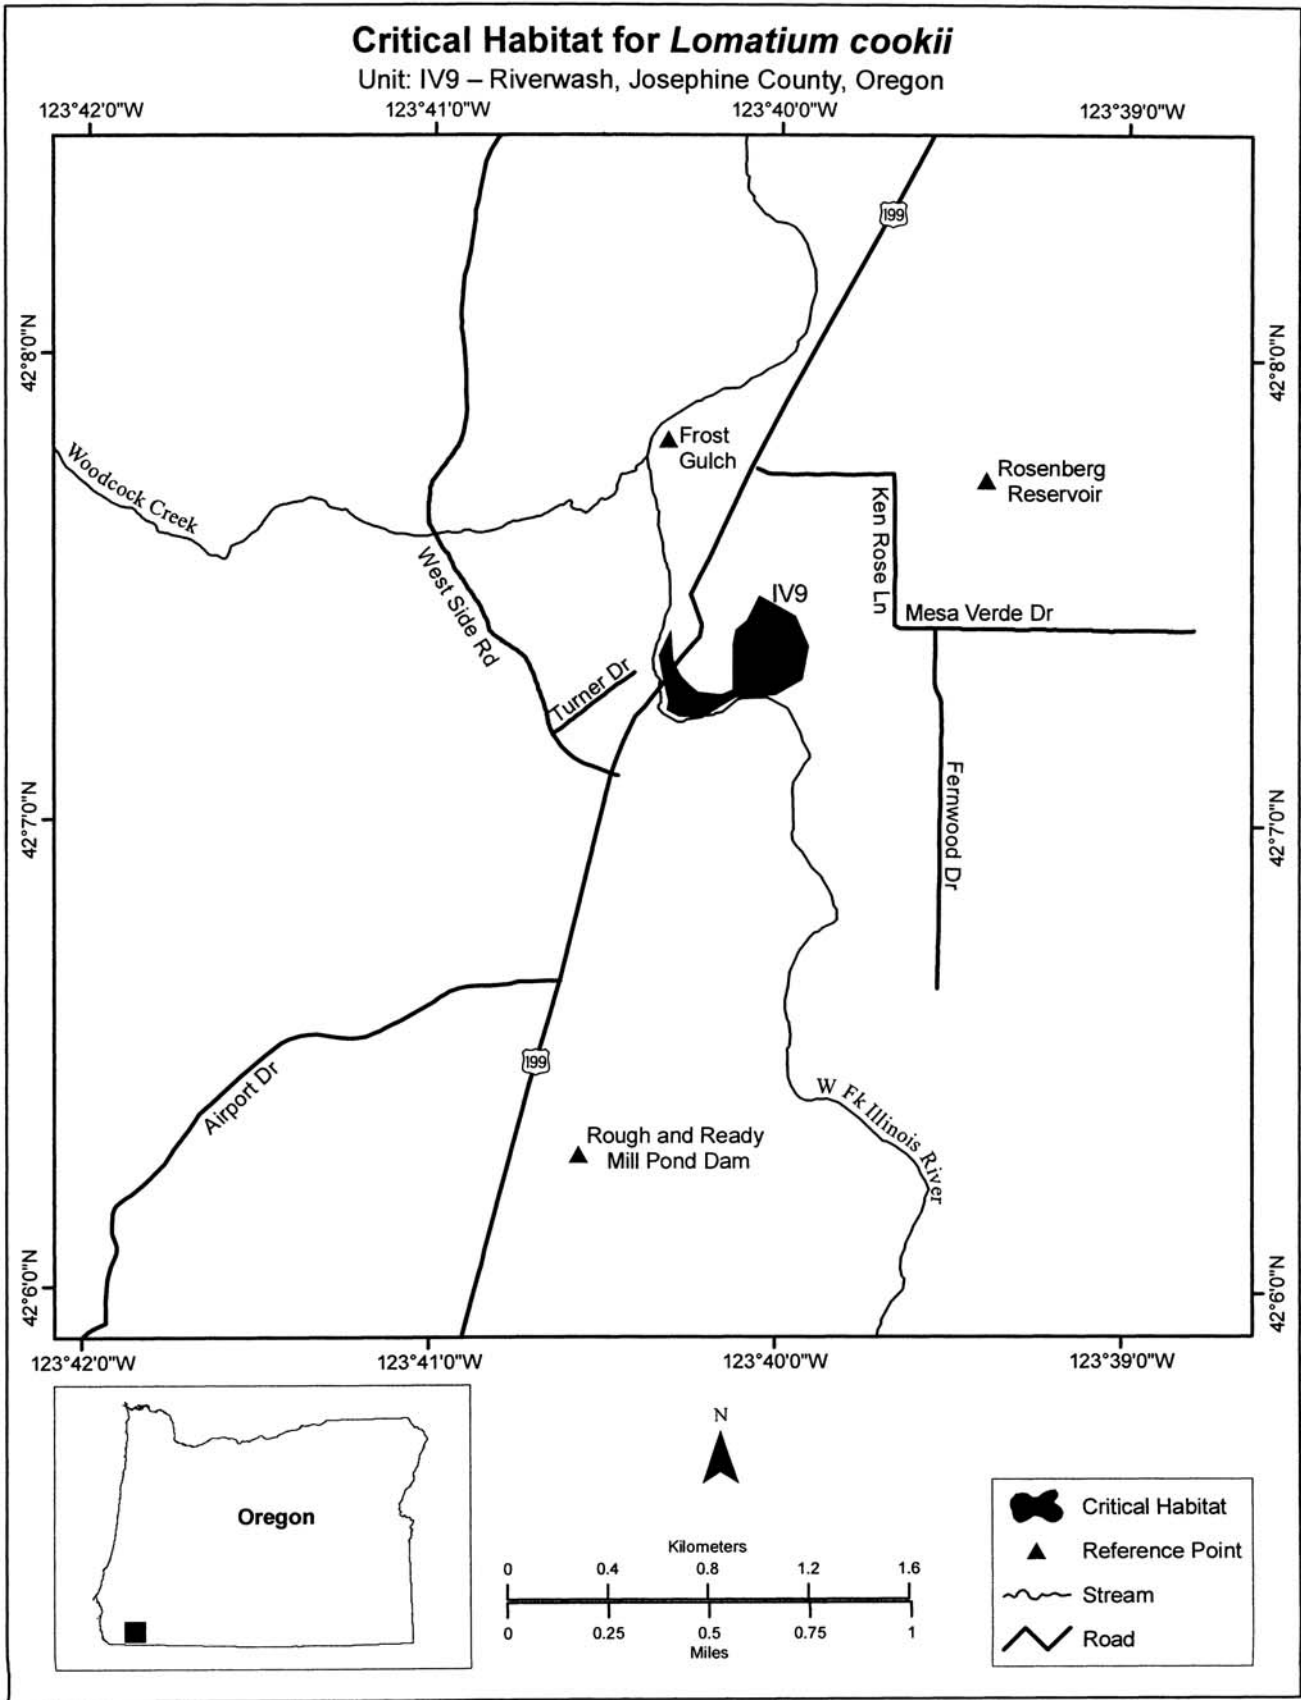 Critical Habitat for Lomatium cookii
Unit: IV9 – Riverwash, Josephine County, Oregon
123°42'0"W
123°41'0"W
123°40'0"W
123°39'0"W
199
42°8'0"N
42°8'0"N
Frost
Gulch
Woodcock Creek
Rosenberg
Reservoir
Ken Rose Ln
West Side Rd
IV9
Mesa Verde Dr
Turner Dr
42°7'0"N
42°7'0"N
Fernwood Dr
199
Airport Dr
W Fk Illinois River
Rough and Ready
Mill Pond Dam
42°6'0"N
42°6'0"N
123°42'0"W
123°41'0"W
123°40'0"W
123°39'0"W
Oregon
N
Kilometers
0 0.4 0.8 1.2 1.6
0 0.25 0.5 0.75 1
Miles
Critical Habitat
Reference Point
Stream
Road